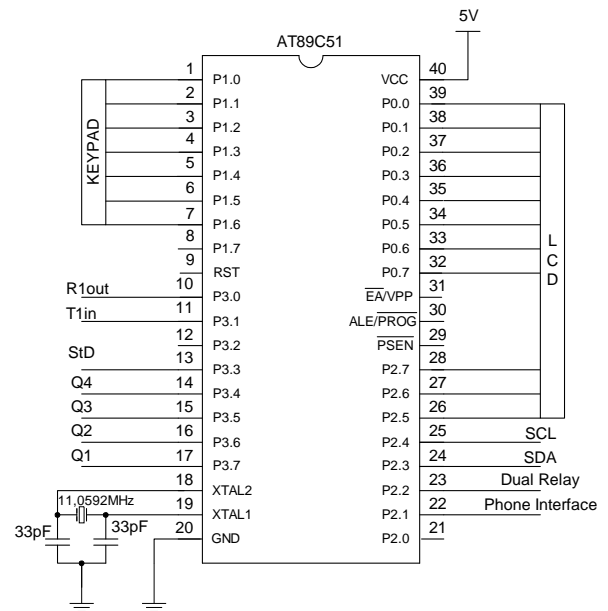 5V
AT89C51
1 P1.0 VCC 40
2 P1.1 P0.0 39
3 P1.2 P0.1 38
4 P1.3 P0.2 37
5 P1.4 P0.3 36
6 P1.5 P0.4 35
7 P1.6 P0.5 34
8 P1.7 P0.6 33
9 RST P0.7 32
R1out 10 P3.0 EA/VPP 31
T1in 11 P3.1 ALE/PROG 30
12 P3.2 PSEN 29
StD 13 P3.3 P2.7 28
Q4 14 P3.4 P2.6 27
Q3 15 P3.5 P2.5 26
Q2 16 P3.6 P2.4 25 SCL
Q1 17 P3.7 P2.3 24 SDA
18 XTAL2 P2.2 23 Dual Relay
11,0592MHz 19 XTAL1 P2.1 22 Phone Interface
33pF 33pF 20 GND P2.0 21
KEYPAD
LCD